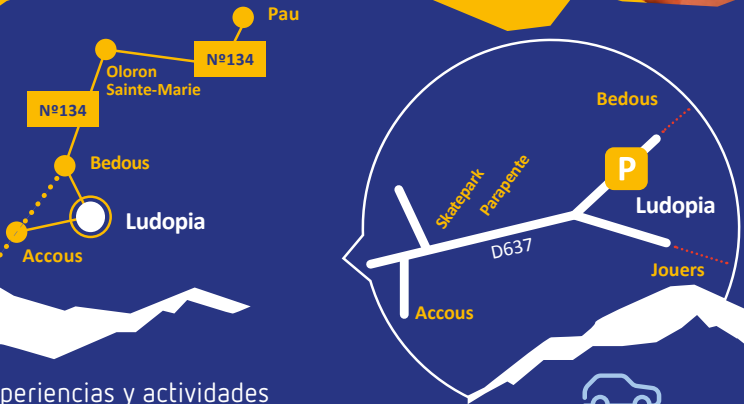 Pau
Nº134
Oloron
Sainte-Marie
Nº134
Bedous
Ludopia
Accous
Bedous
P
Skatepark
Parapente
Ludopia
D637
Jouers
Accous
periencias y actividades